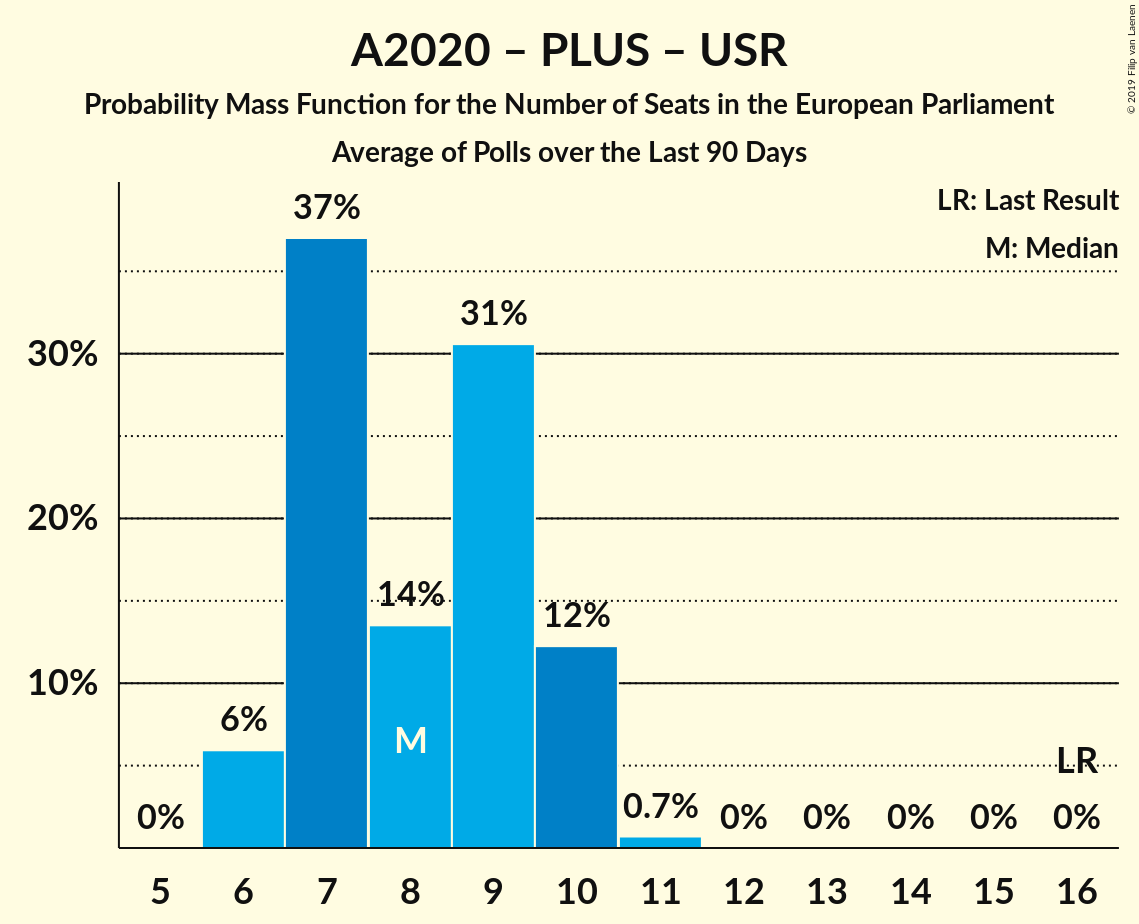 A2020 – PLUS – USR
Probability Mass Function for the Number of Seats in the European Parliament
Average of Polls over the Last 90 Days
© 2019 Filip van Laenen
LR: Last Result
M: Median
37%
31%
30%
20%
14%
12%
10%
6%
M
LR
0%
0.7%
0%
0%
0%
0%
0%
5 6 7 8 9 10 11 12 13 14 15 16